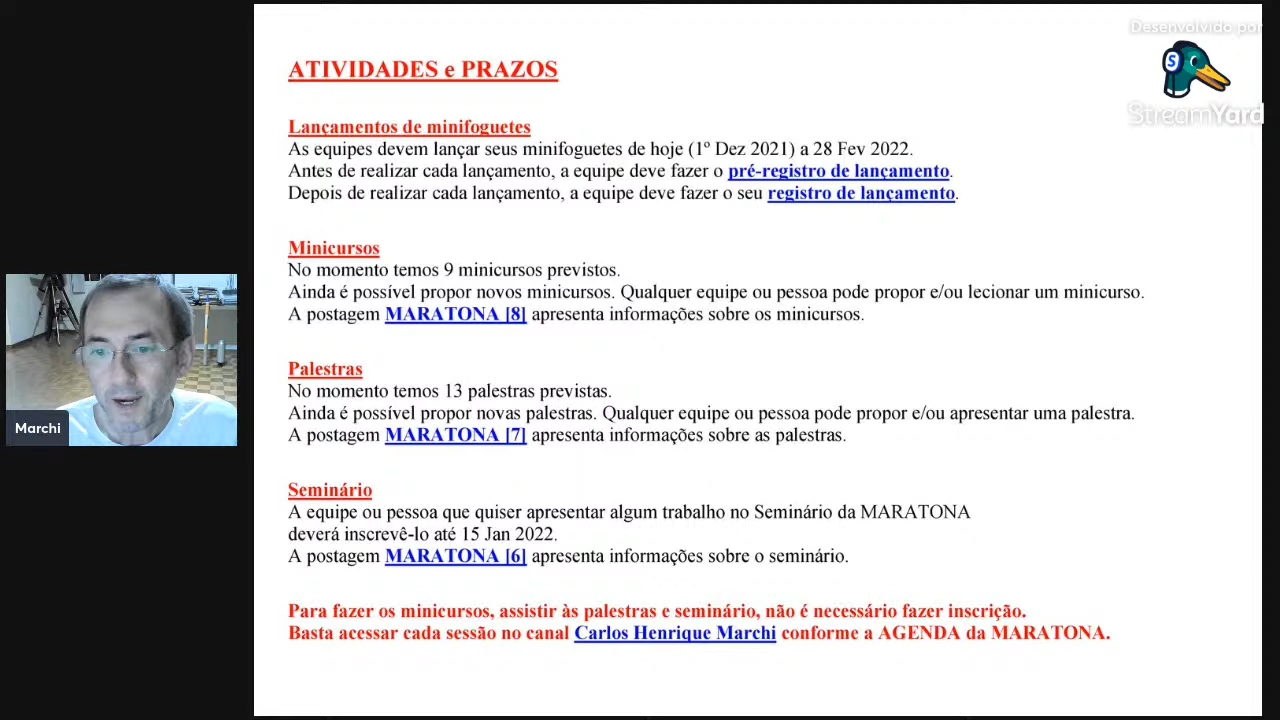 Desenvolvido por
StreamYard
ATIVIDADES e PRAZOS
Lançamentos de minifoguetes
As equipes devem lançar seus minifoguetes de hoje (1º Dez 2021) a 28 Fev 2022.
Antes de realizar cada lançamento, a equipe deve fazer o pré-registro de lançamento.
Depois de realizar cada lançamento, a equipe deve fazer o seu registro de lançamento.
Minicursos
No momento temos 9 minicursos previstos.
Ainda é possível propor novos minicursos. Qualquer equipe ou pessoa pode propor e/ou lecionar um minicurso.
A postagem MARATONA [8] apresenta informações sobre os minicursos.
Palestras
No momento temos 13 palestras previstas.
Ainda é possível propor novas palestras. Qualquer equipe ou pessoa pode propor e/ou apresentar uma palestra.
A postagem MARATONA [7] apresenta informações sobre as palestras.
Seminário
A equipe ou pessoa que quiser apresentar algum trabalho no Seminário da MARATONA
deverá inscrevê-lo até 15 Jan 2022.
A postagem MARATONA [6] apresenta informações sobre o seminário.
Para fazer os minicursos, assistir às palestras e seminário, não é necessário fazer inscrição.
Basta acessar cada sessão no canal Carlos Henrique Marchi conforme a AGENDA da MARATONA.
Marchi